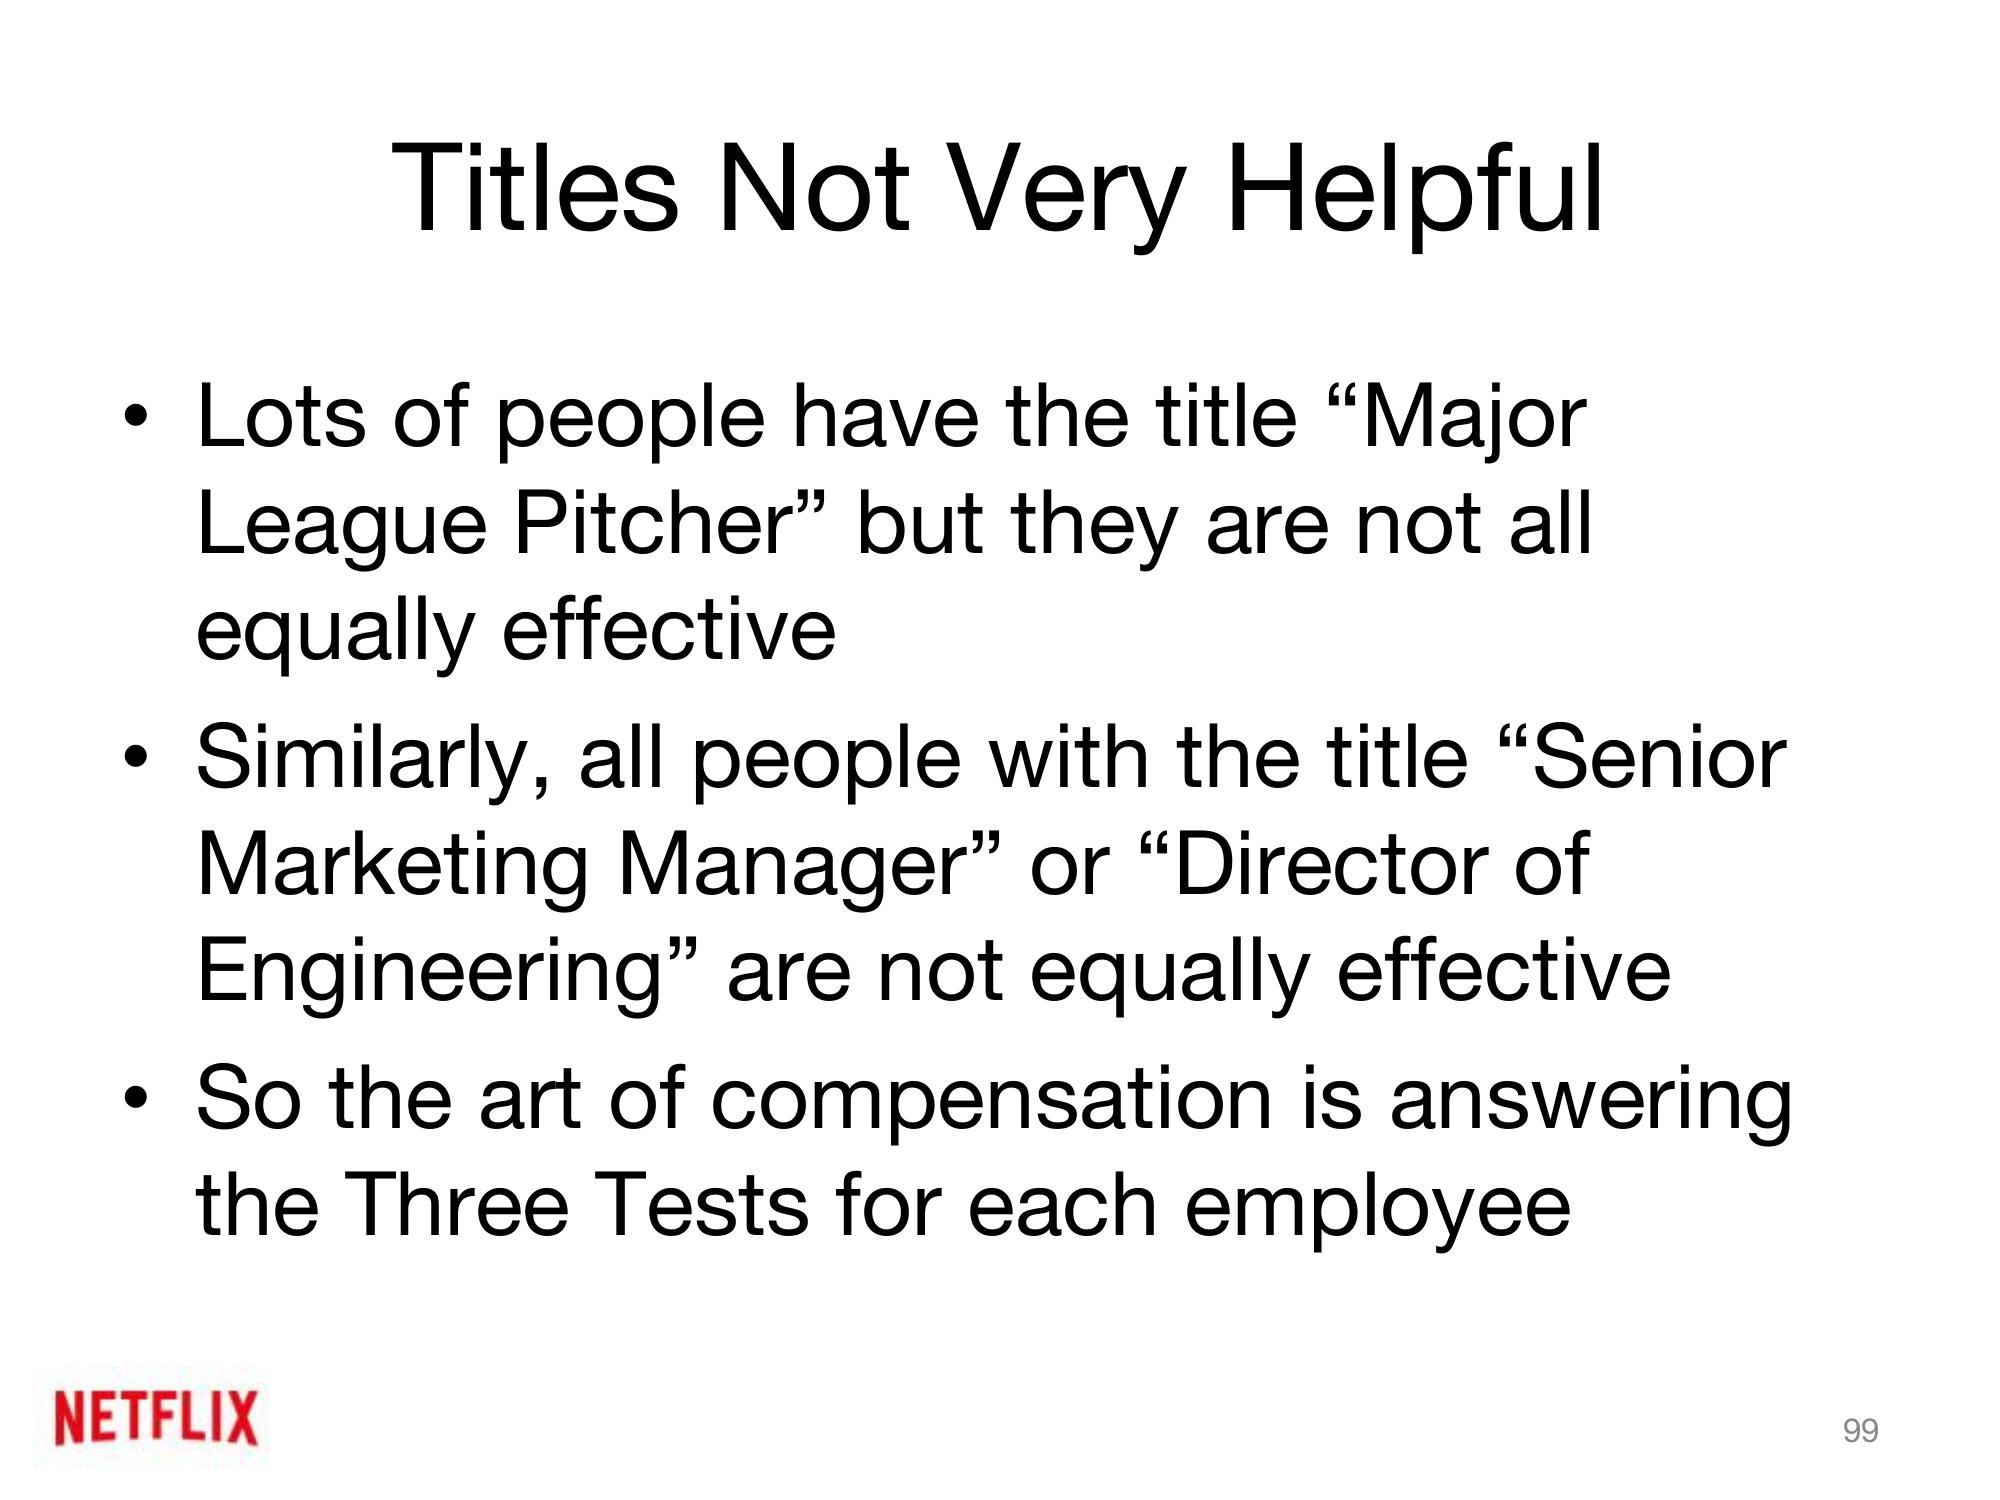 Titles Not Very Helpful
• Lots of people have the title “Major
League Pitcher” but they are not all
equally effective
• Similarly, all people with the title “Senior
Marketing Manager” or “Director of
Engineering” are not equally effective
• So the art of compensation is answering
the Three Tests for each employee
NETFLIX
99